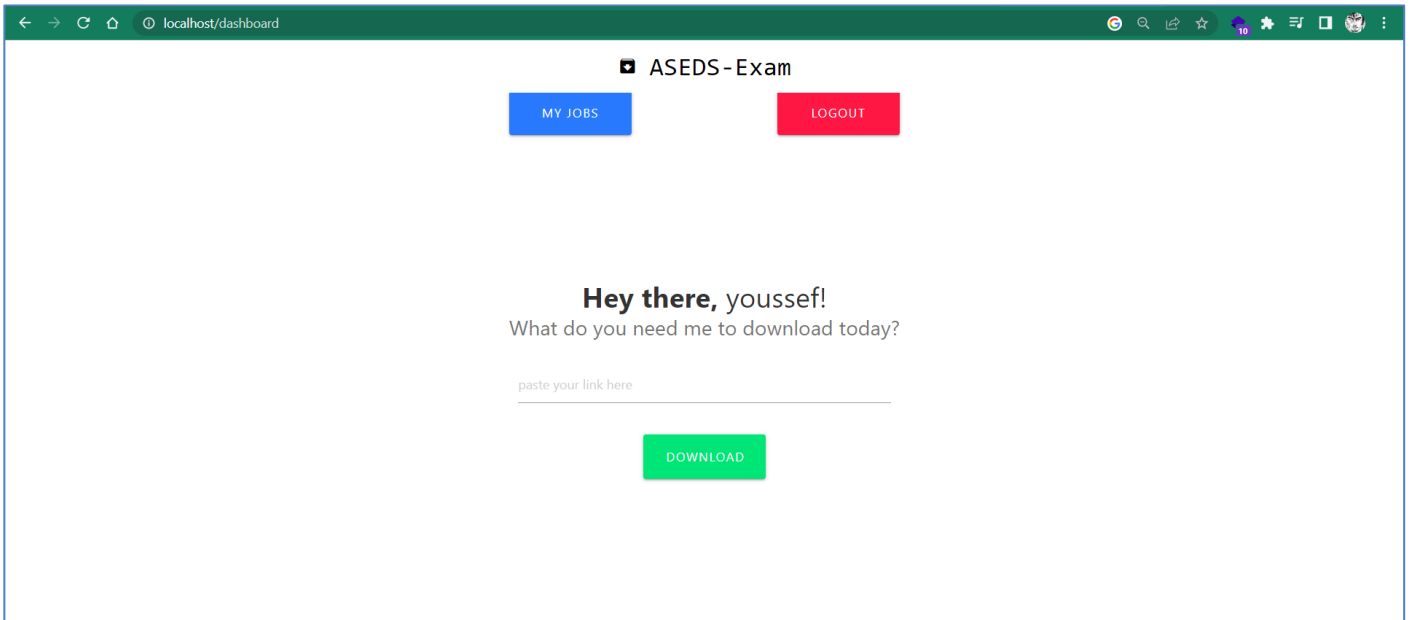 localhost/dashboard
10
ASEDS-Exam
MY JOBS
LOGOUT
Hey there, youssef!
What do you need me to download today?
paste your link here
DOWNLOAD